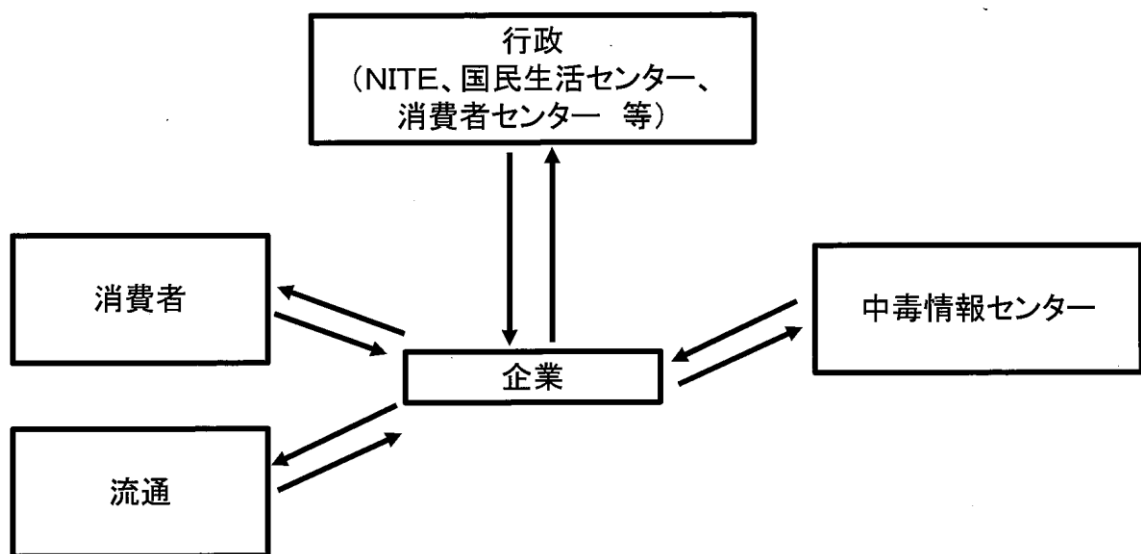 行政
(NITE、国民生活センター、
消費者センター 等)
消費者
中毒情報センター
企業
流通